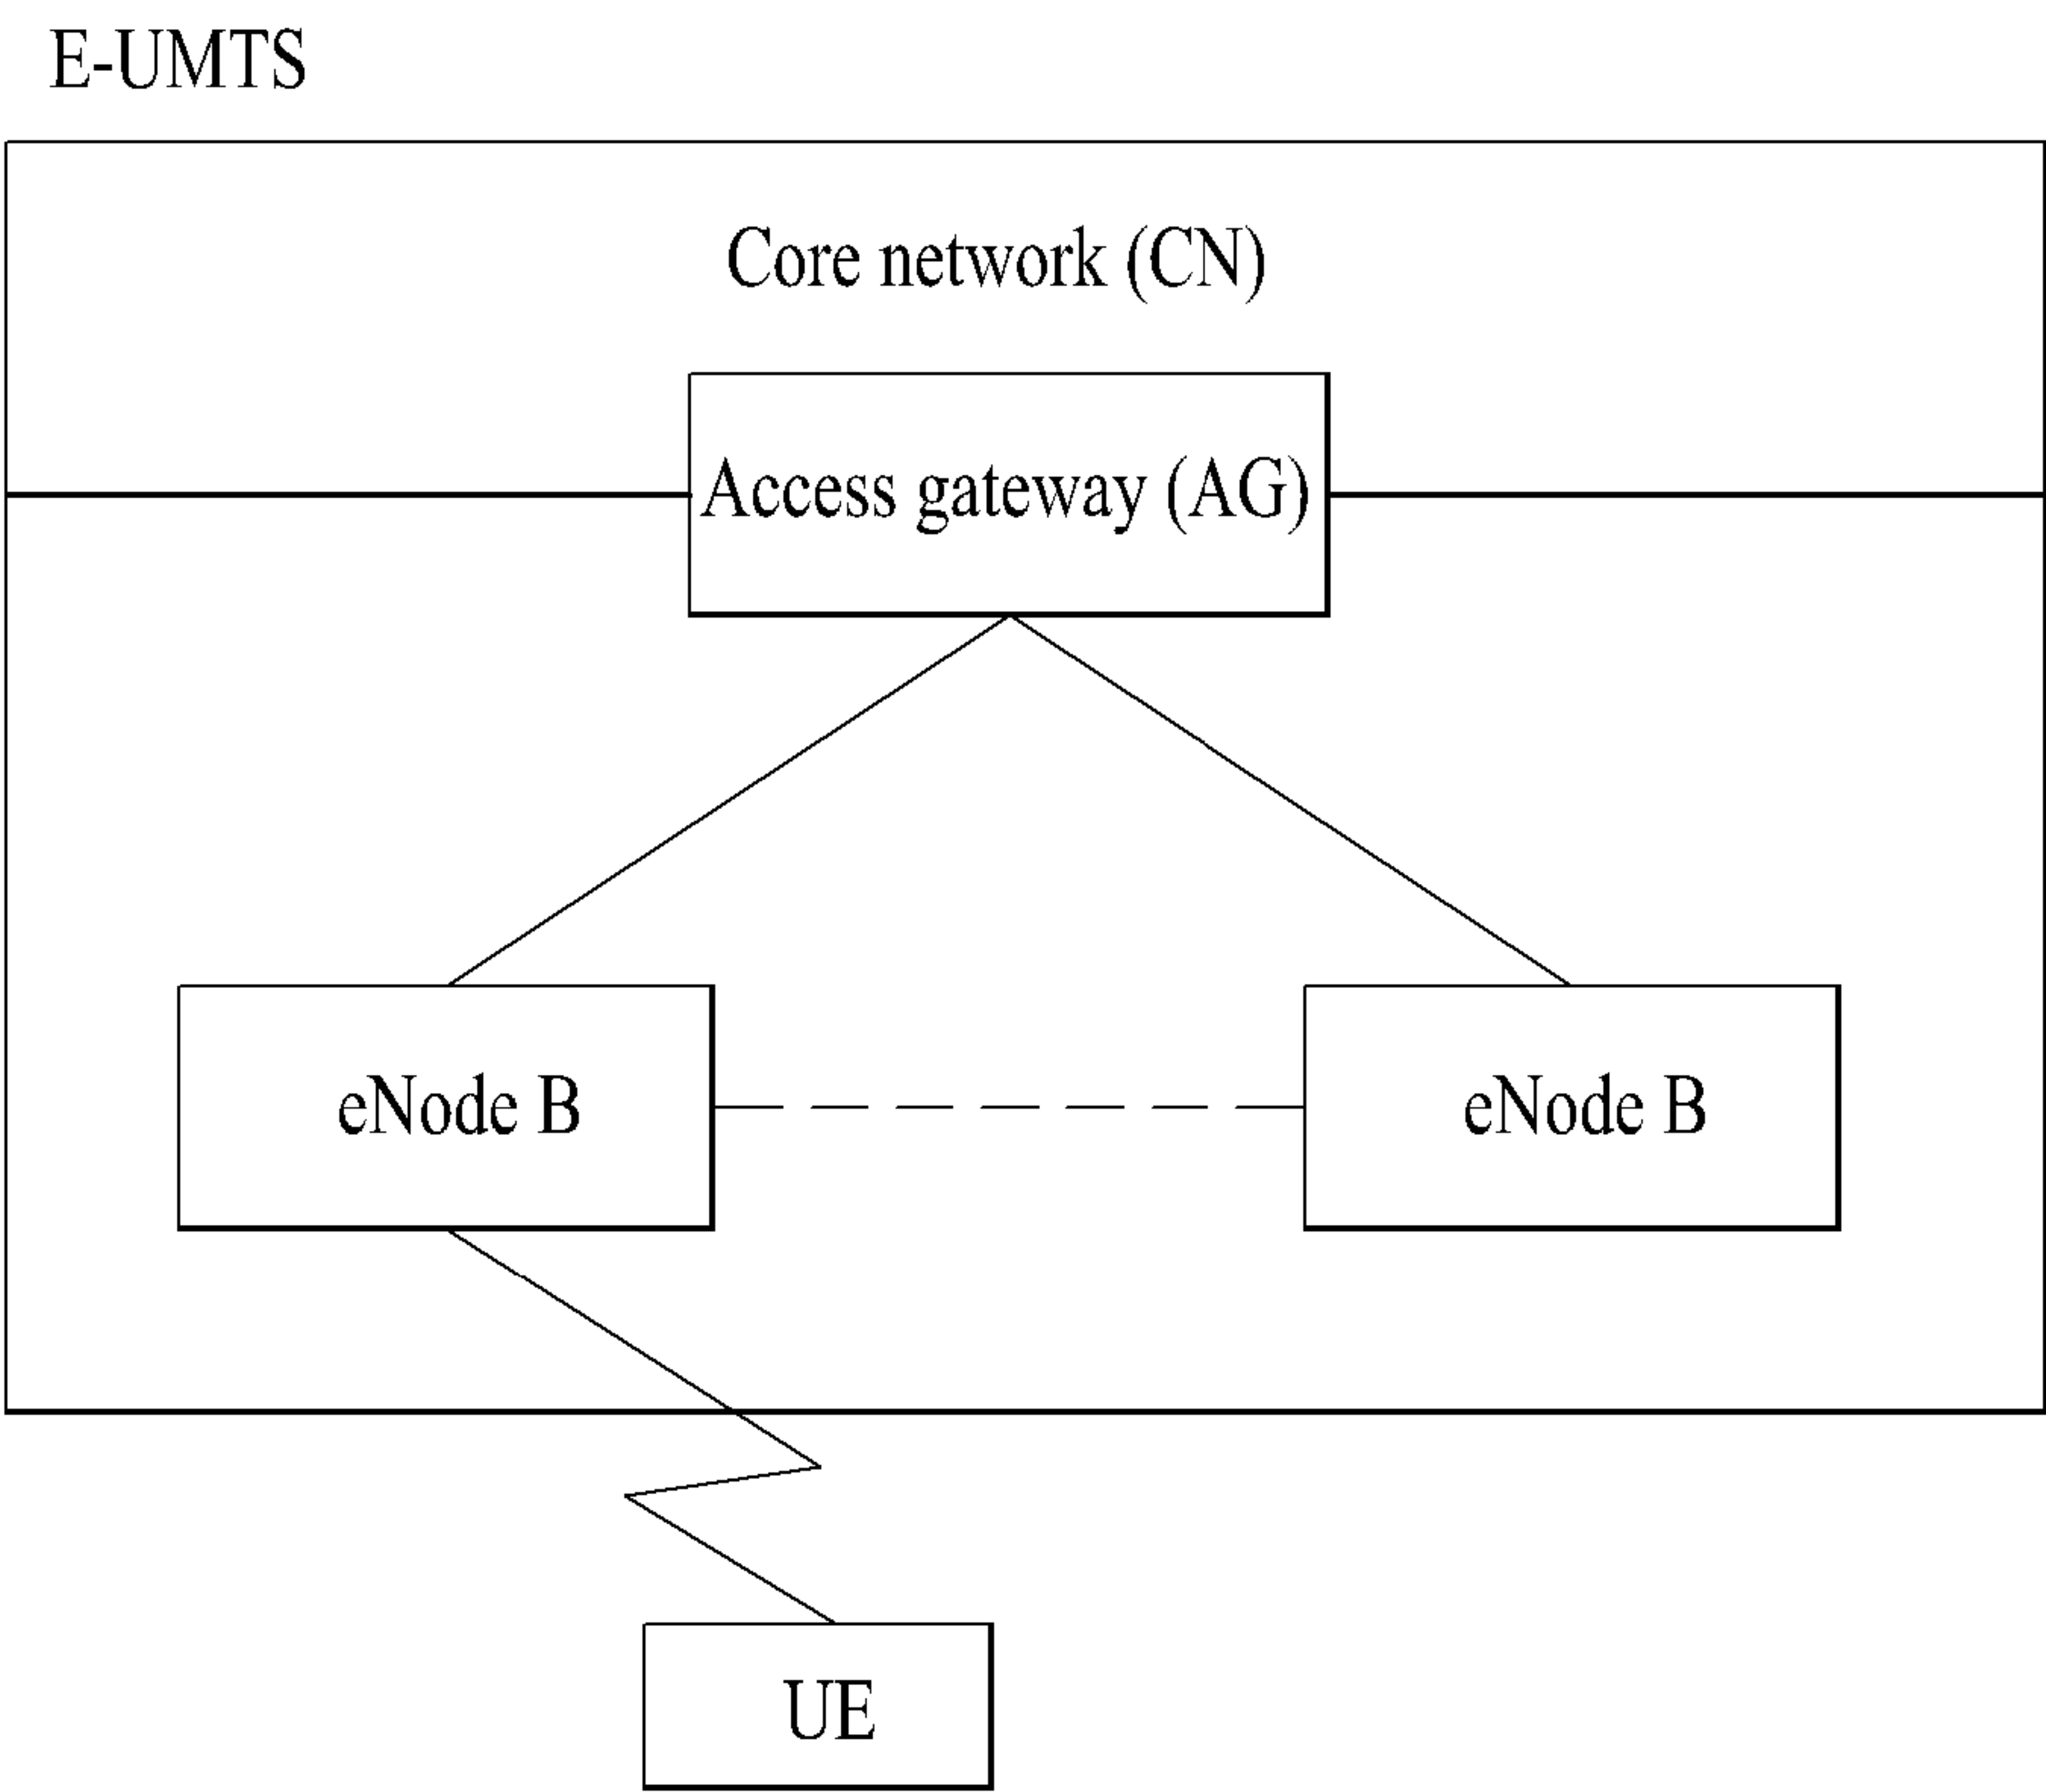 E-UMTS
Core network (CN)
Access gateway (AG)
eNode B
eNode B
UE